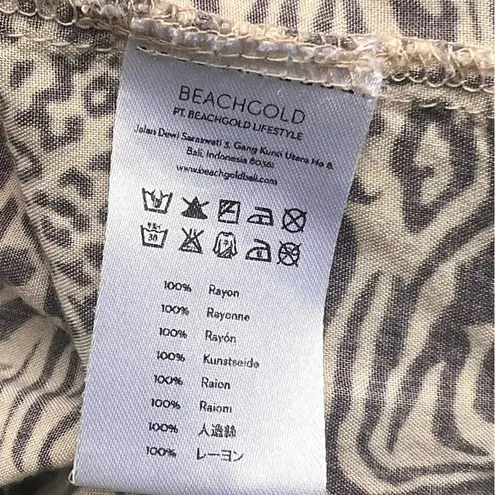 BEACHGOLD
PT. BEACHGOLD LIFESTYLE
Jalan Dewi Saraswati 3, Gang Kunti Utara No 8
Bali, Indonesia 80361
www.beachgoldbali.com
30
100% Rayon
100% Rayonne
100% Rayón
100% Kunstseide
100% Raion
100% Raiom
100% 人造絲
100% レーヨン